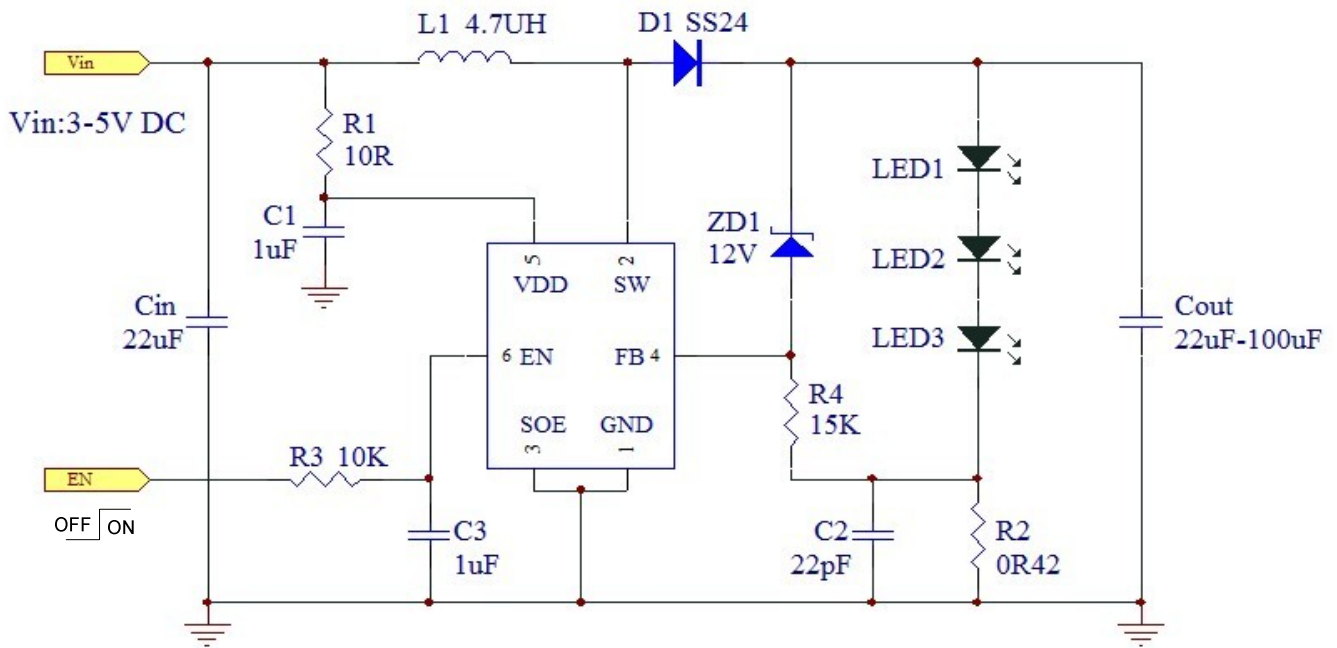 L1 4.7UH
D1 SS24
Vin
Vin:3-5V DC
R1
10R
LED1
C1
1uF
ZD1
12V
5
2
VDD
SW
LED2
Cin
22uF
Cout
22uF-100uF
LED3
6 EN
FB 4
R4
15K
SOE
GND
3
1
R3 10K
EN
OFF ON
C3
1uF
C2
22pF
R2
0R42